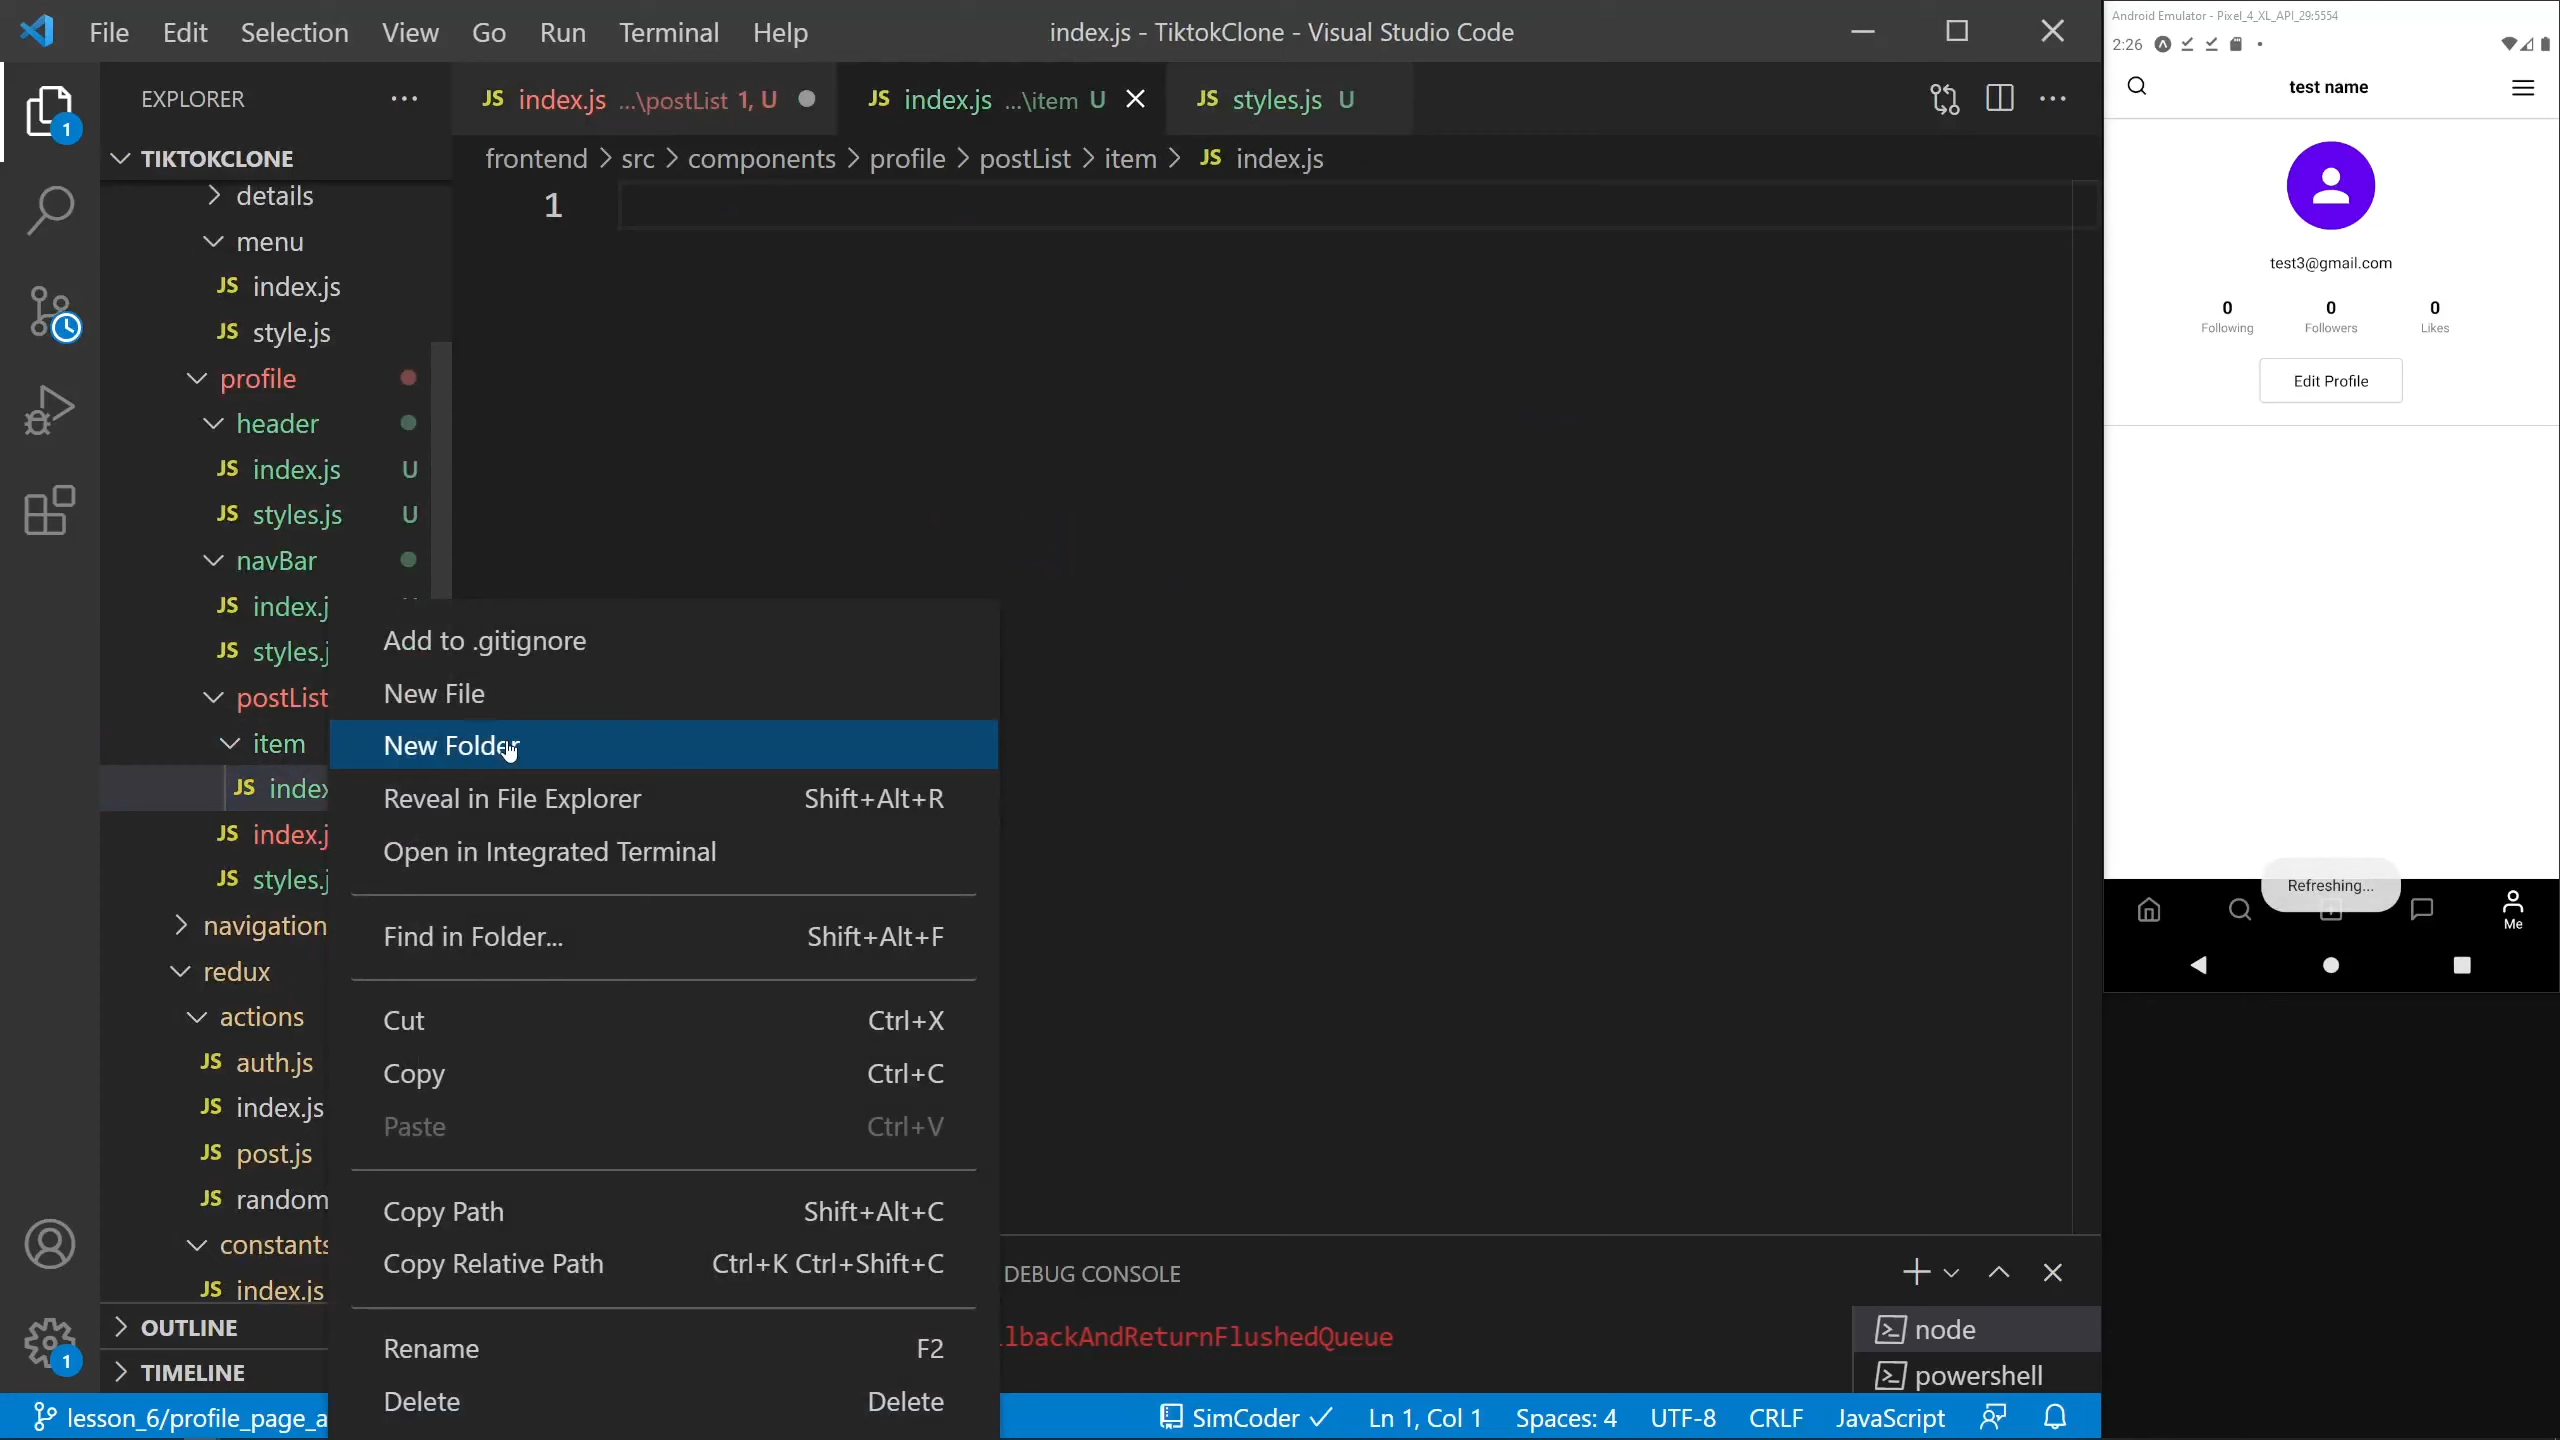 File Edit Selection View Go Run Terminal Help
index.js - TiktokClone - Visual Studio Code
EXPLORER
TIKTOKCLONE
details
menu
JS index.js
JS style.js
profile
header
JS index.js U
JS styles.js U
navBar
JS index.j
JS styles.j
postList
item
JS index
JS index.j
JS styles.j
navigation
redux
actions
JS auth.js
JS index.js
JS post.js
JS random
constants
JS index.js
OUTLINE
TIMELINE
1
1
JS index.js ...\postList 1, U
JS index.js ...\item U
JS styles.js U
frontend > src > components > profile > postList > item > JS index.js
1
Add to .gitignore
New File
New Folder
Reveal in File Explorer Shift+Alt+R
Open in Integrated Terminal
Find in Folder... Shift+Alt+F
Cut Ctrl+X
Copy Ctrl+C
Paste Ctrl+V
Copy Path Shift+Alt+C
Copy Relative Path Ctrl+K Ctrl+Shift+C
Rename F2
Delete Delete
DEBUG CONSOLE
lbackAndReturnFlushedQueue
node
powershell
lesson_6/profile_page_a
SimCoder Ln 1, Col 1 Spaces: 4 UTF-8 CRLF JavaScript
Android Emulator - Pixel_4_XL_API_29:5554
2:26
test name
test3@gmail.com
0 0 0
Following Followers Likes
Edit Profile
Refreshing...
Me